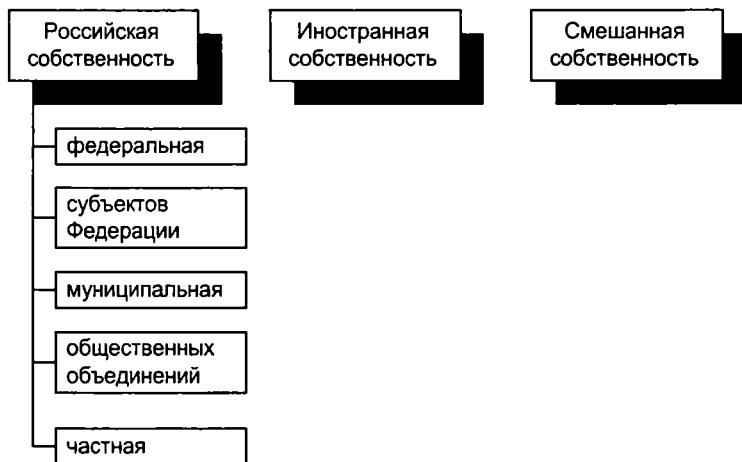 Российская
собственность
Иностранная
собственность
Смешанная
собственность
федеральная
субъектов
Федерации
муниципальная
общественных
объединений
частная